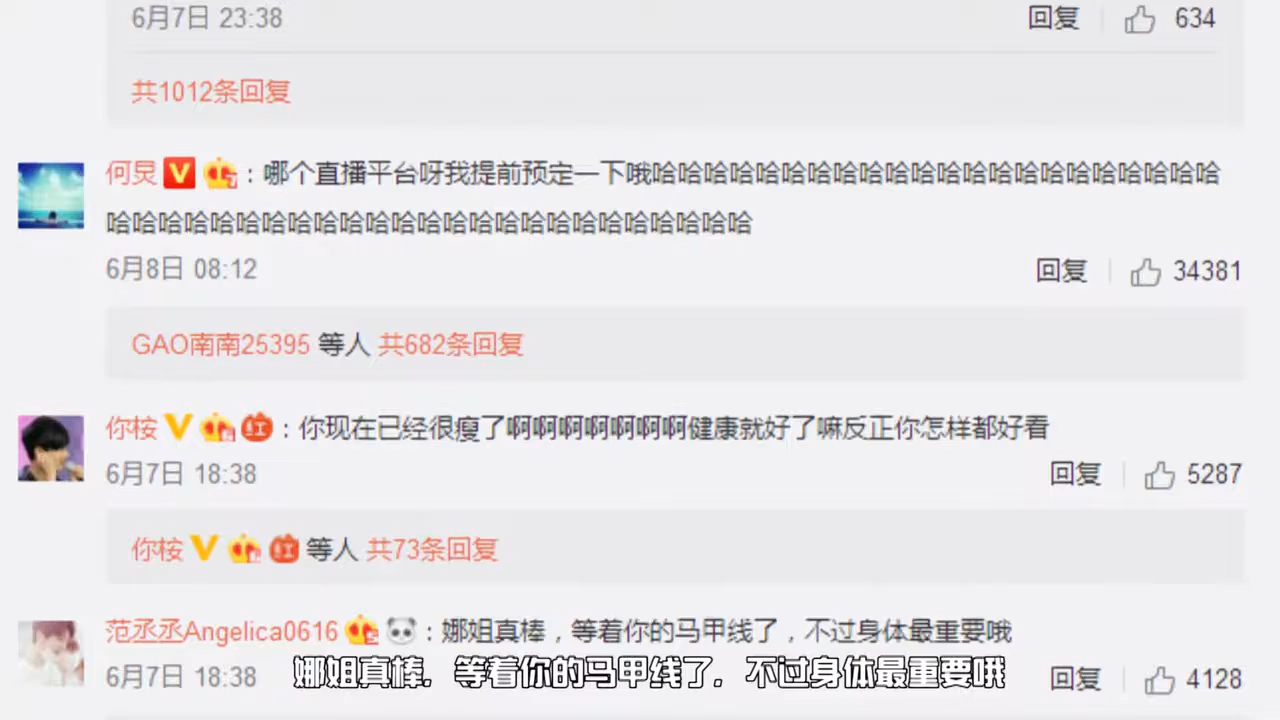 6月7日 23:38 回复 634
共1012条回复
何炅 V : 哪个直播平台呀我提前预定一下哦哈哈哈哈哈哈哈哈哈哈哈哈哈哈哈哈哈哈哈哈哈哈
哈哈哈哈哈哈哈哈哈哈哈哈哈哈哈哈哈哈哈哈哈哈哈哈哈
6月8日 08:12 回复 34381
GAO南南25395 等人 共682条回复
你桉 V 红 : 你现在已经很瘦了啊啊啊啊啊啊啊健康就好了嘛反正你怎样都好看
6月7日 18:38 回复 5287
你桉 V 红 等人 共73条回复
范丞丞Angelica0616 : 娜姐真棒，等着你的马甲线了，不过身体最重要哦
娜姐真棒，等着你的马甲线了，不过身体最重要哦
6月7日 18:38 回复 4128